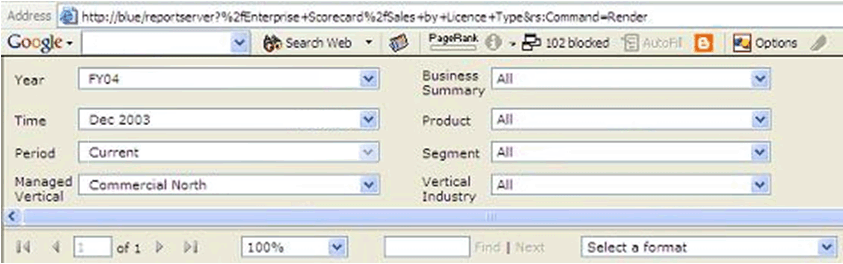 Address http://blue/reportserver?%2fEnterprise+Scorecard%2fSales+by+Licence+Type&rs:Command=Render
Google Search Web PageRank 102 blocked AutoFill Options
Year FY04 Business Summary All
Time Dec 2003 Product All
Period Current Segment All
Managed Vertical Commercial North Vertical Industry All
1 of 1 100% Find | Next Select a format